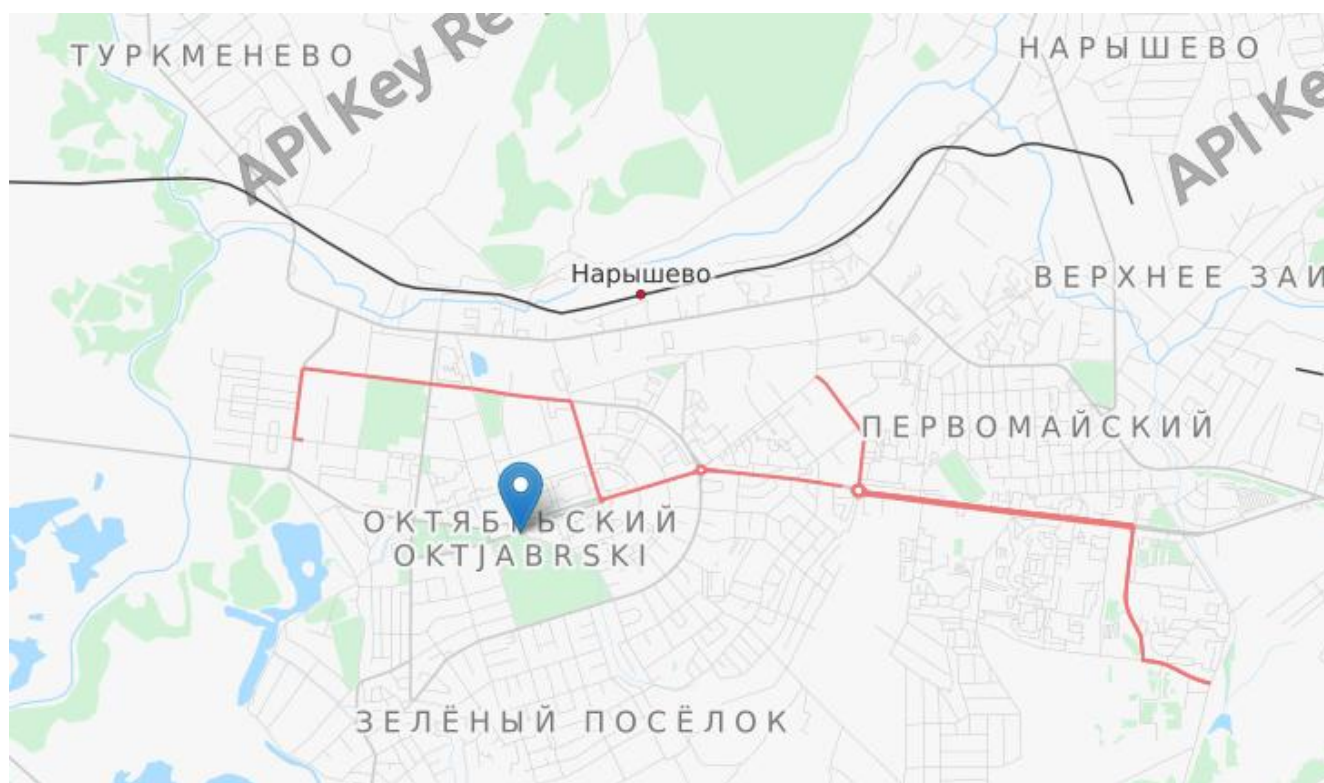 ТУРКМЕНЕВО
НАРЫШЕВО
API Key Re
API Ke
Нарышево
ВЕРХНЕЕ ЗАИ
ПЕРВОМАЙСКИЙ
ОКТЯБРЬСКИЙ
OKTJABRSKI
ЗЕЛЁНЫЙ ПОСЁЛОК